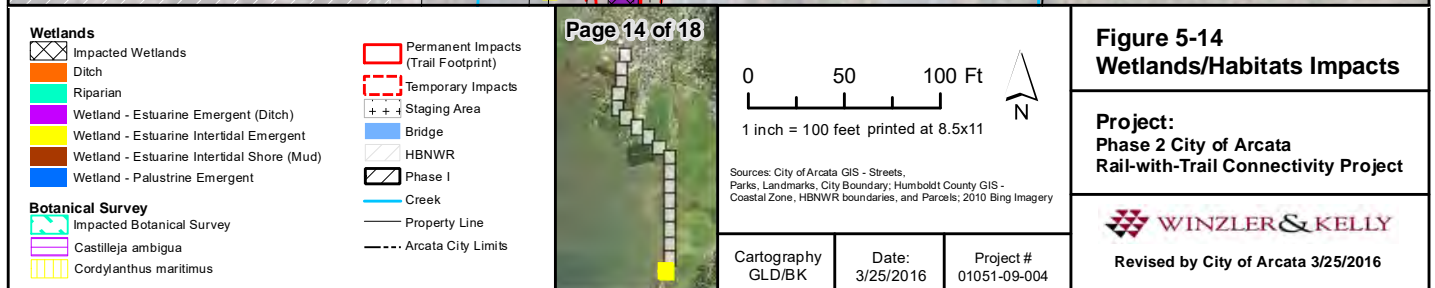 Wetlands
Impacted Wetlands
Ditch
Riparian
Wetland - Estuarine Emergent (Ditch)
Wetland - Estuarine Intertidal Emergent
Wetland - Estuarine Intertidal Shore (Mud)
Wetland - Palustrine Emergent
Botanical Survey
Impacted Botanical Survey
Castilleja ambigua
Cordylanthus maritimus
Permanent Impacts
(Trail Footprint)
Temporary Impacts
Staging Area
Bridge
HBNWR
Phase I
Creek
Property Line
Arcata City Limits
Page 14 of 18
0 50 100 Ft
N
1 inch = 100 feet printed at 8.5x11
Sources: City of Arcata GIS - Streets,
Parks, Landmarks, City Boundary; Humboldt County GIS -
Coastal Zone, HBNWR boundaries, and Parcels; 2010 Bing Imagery
Cartography
GLD/BK
Date:
3/25/2016
Project #
01051-09-004
Figure 5-14
Wetlands/Habitats Impacts
Project:
Phase 2 City of Arcata
Rail-with-Trail Connectivity Project
WINZLER & KELLY
Revised by City of Arcata 3/25/2016